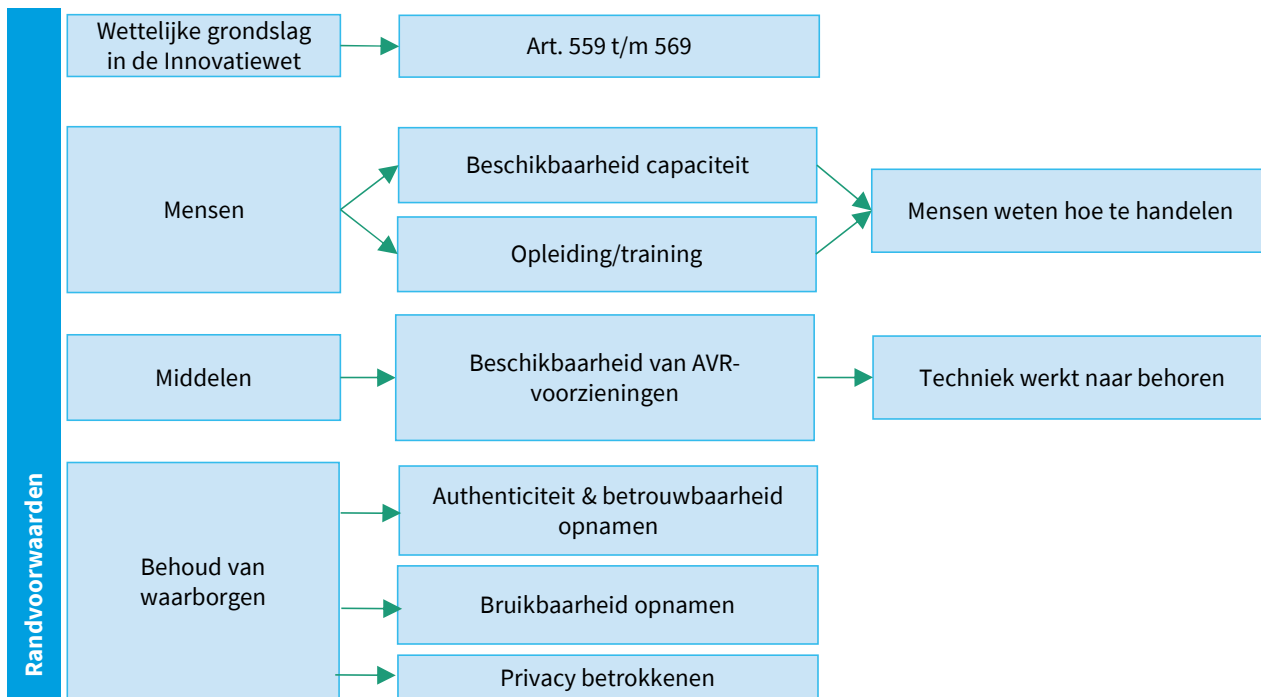 Randvoorwaarden
Wettelijke grondslag
in de Innovatiewet
Art. 559 t/m 569
Mensen
Beschikbaarheid capaciteit
Opleiding/training
Mensen weten hoe te handelen
Middelen
Beschikbaarheid van AVR-
voorzieningen
Techniek werkt naar behoren
Behoud van
waarborgen
Authenticiteit & betrouwbaarheid
opnamen
Bruikbaarheid opnamen
Privacy betrokkenen